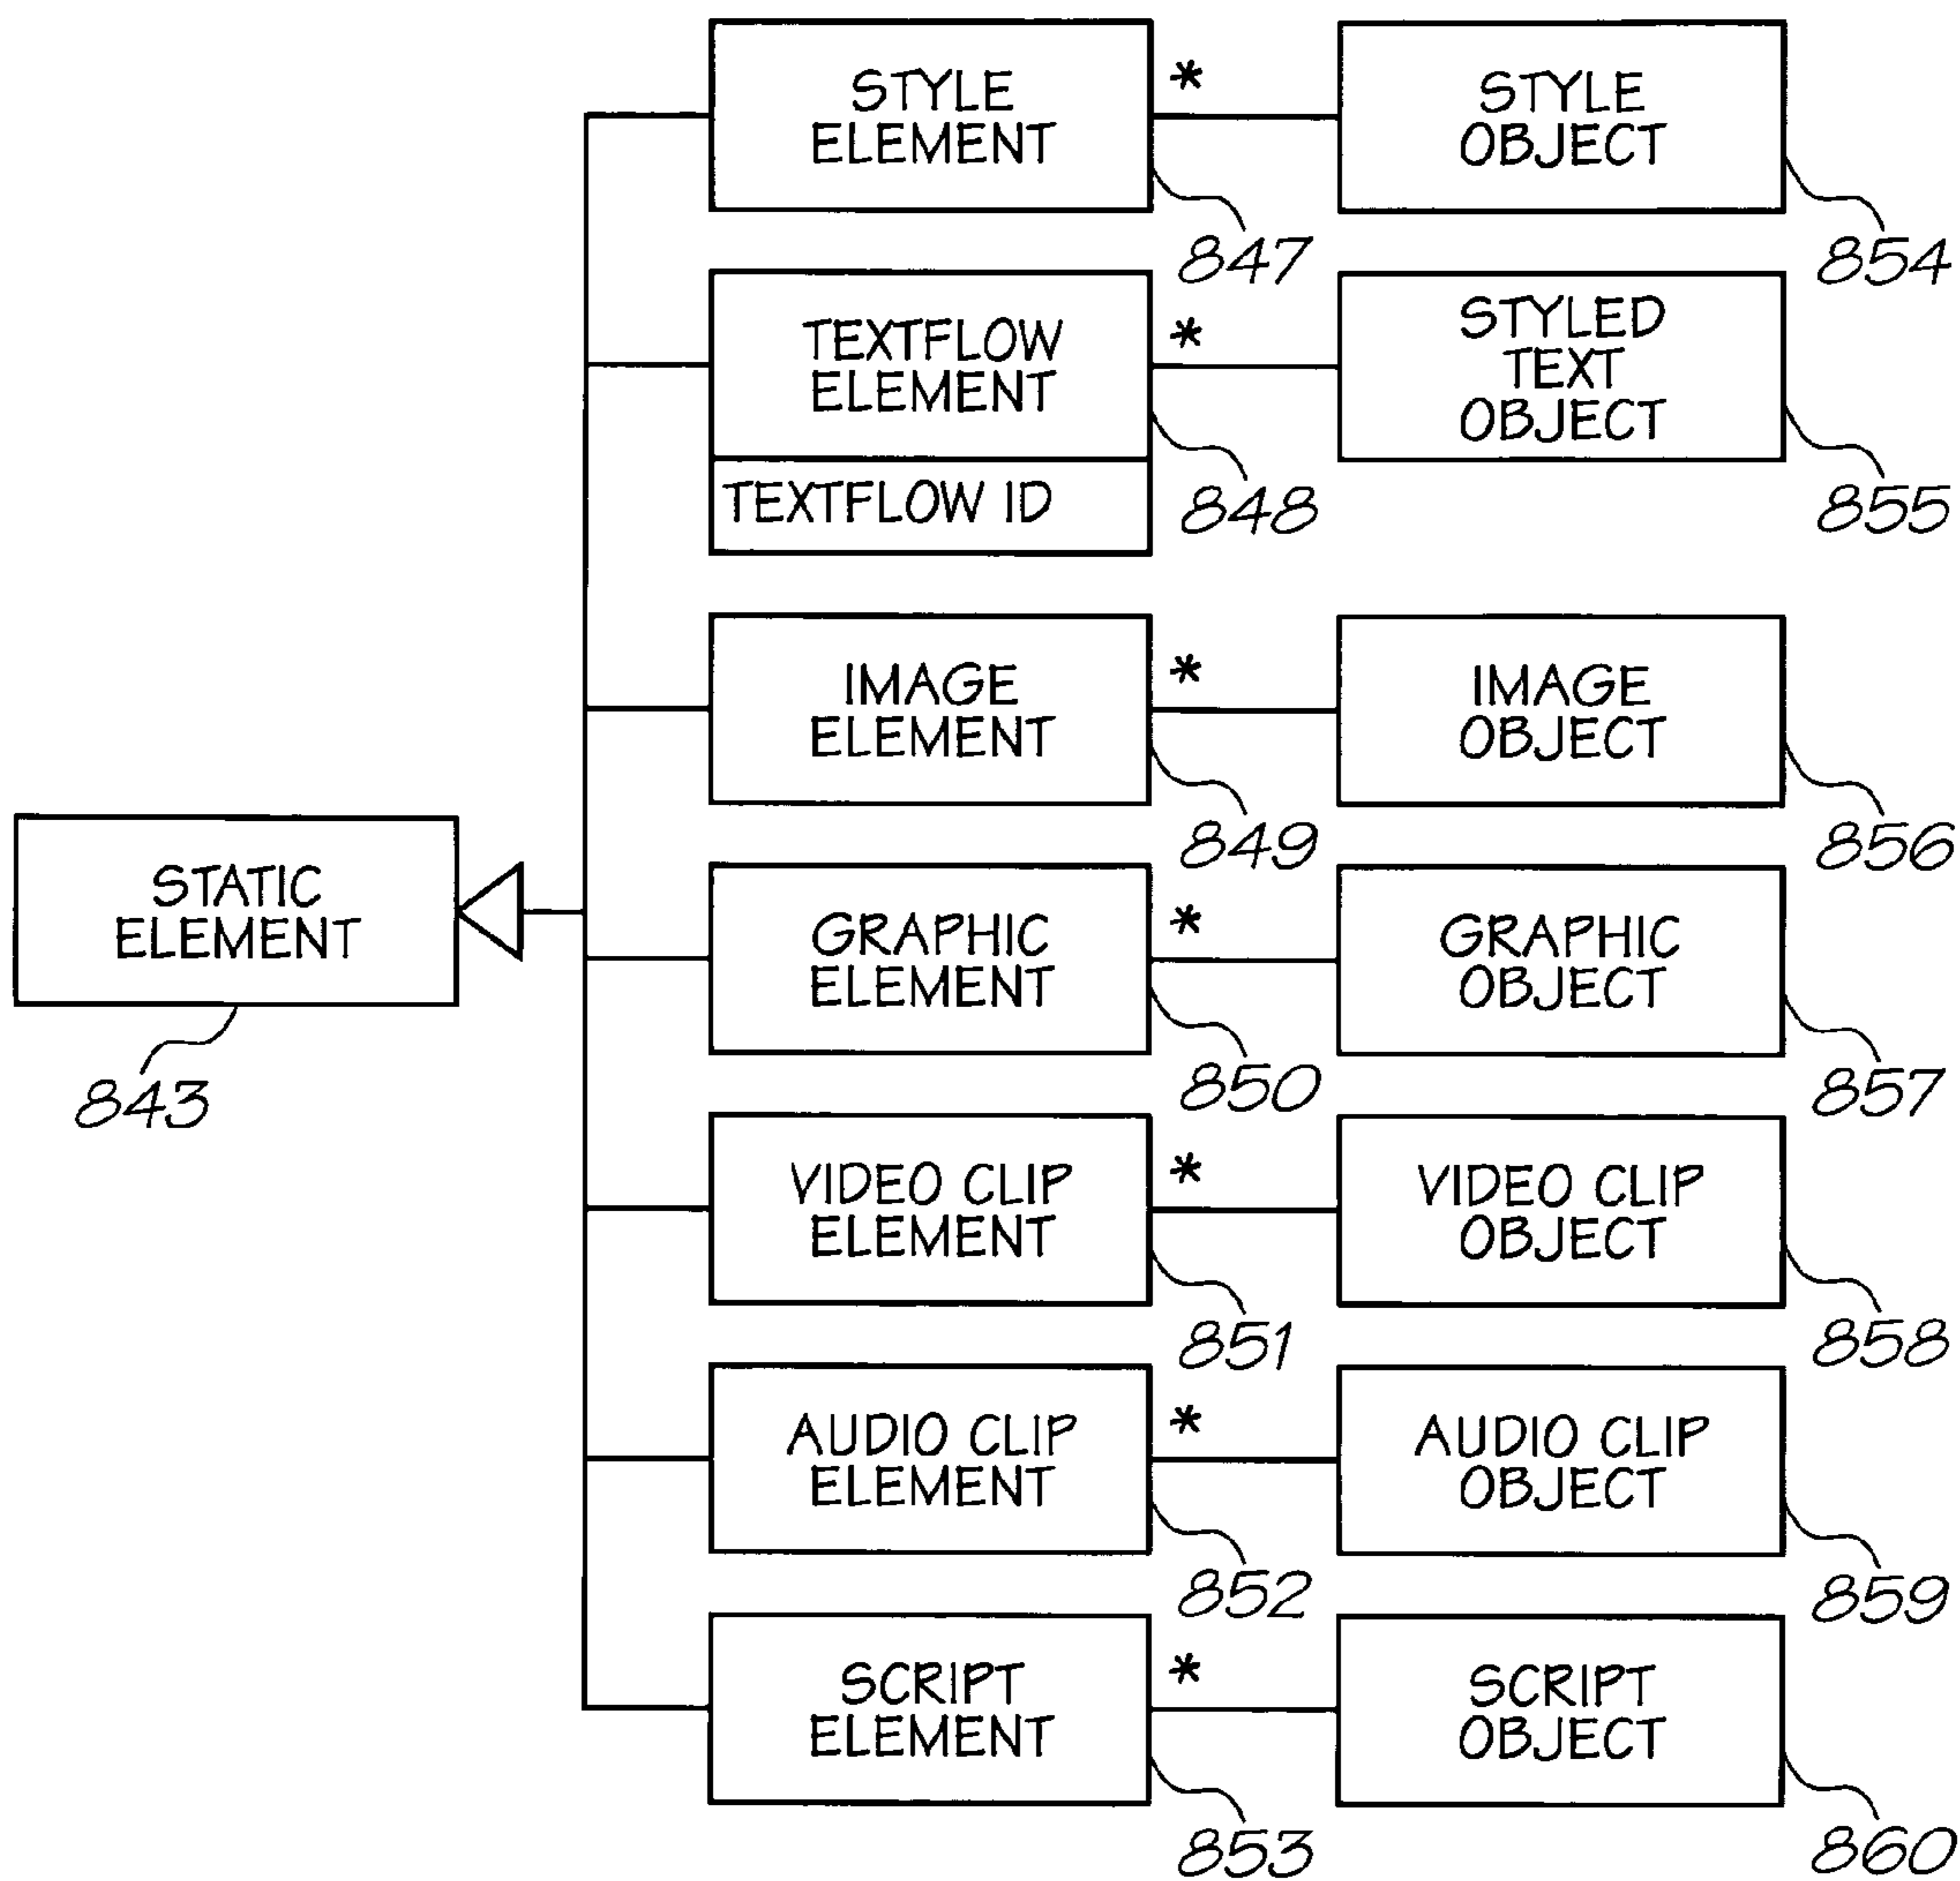 STYLE
ELEMENT
*
STYLE
OBJECT
847
854
TEXTFLOW
ELEMENT
*
STYLED
TEXT
OBJECT
TEXTFLOW ID
848
855
IMAGE
ELEMENT
*
IMAGE
OBJECT
849
856
STATIC
ELEMENT
843
GRAPHIC
ELEMENT
*
GRAPHIC
OBJECT
850
857
VIDEO CLIP
ELEMENT
*
VIDEO CLIP
OBJECT
851
858
AUDIO CLIP
ELEMENT
*
AUDIO CLIP
OBJECT
852
859
SCRIPT
ELEMENT
*
SCRIPT
OBJECT
853
860